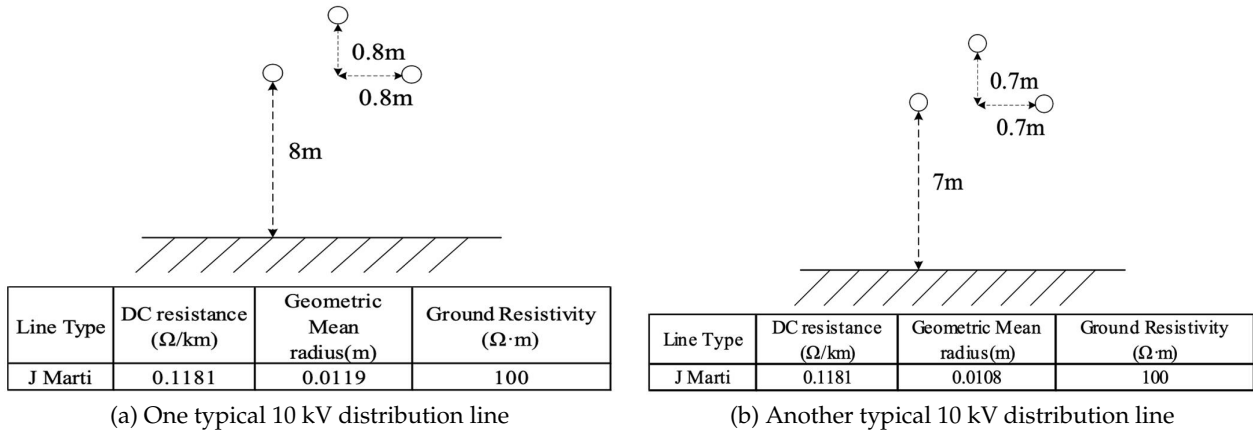 0.8m
0.8m
8m
Line Type
DC resistance
(Ω/km)
Geometric
Mean
radius(m)
Ground Resistivity
(Ω·m)
J Marti
0.1181
0.0119
100
(a) One typical 10 kV distribution line
0.7m
0.7m
7m
Line Type
DC resistance
(Ω/km)
Geometric Mean
radius(m)
Ground Resistivity
(Ω·m)
J Marti
0.1181
0.0108
100
(b) Another typical 10 kV distribution line